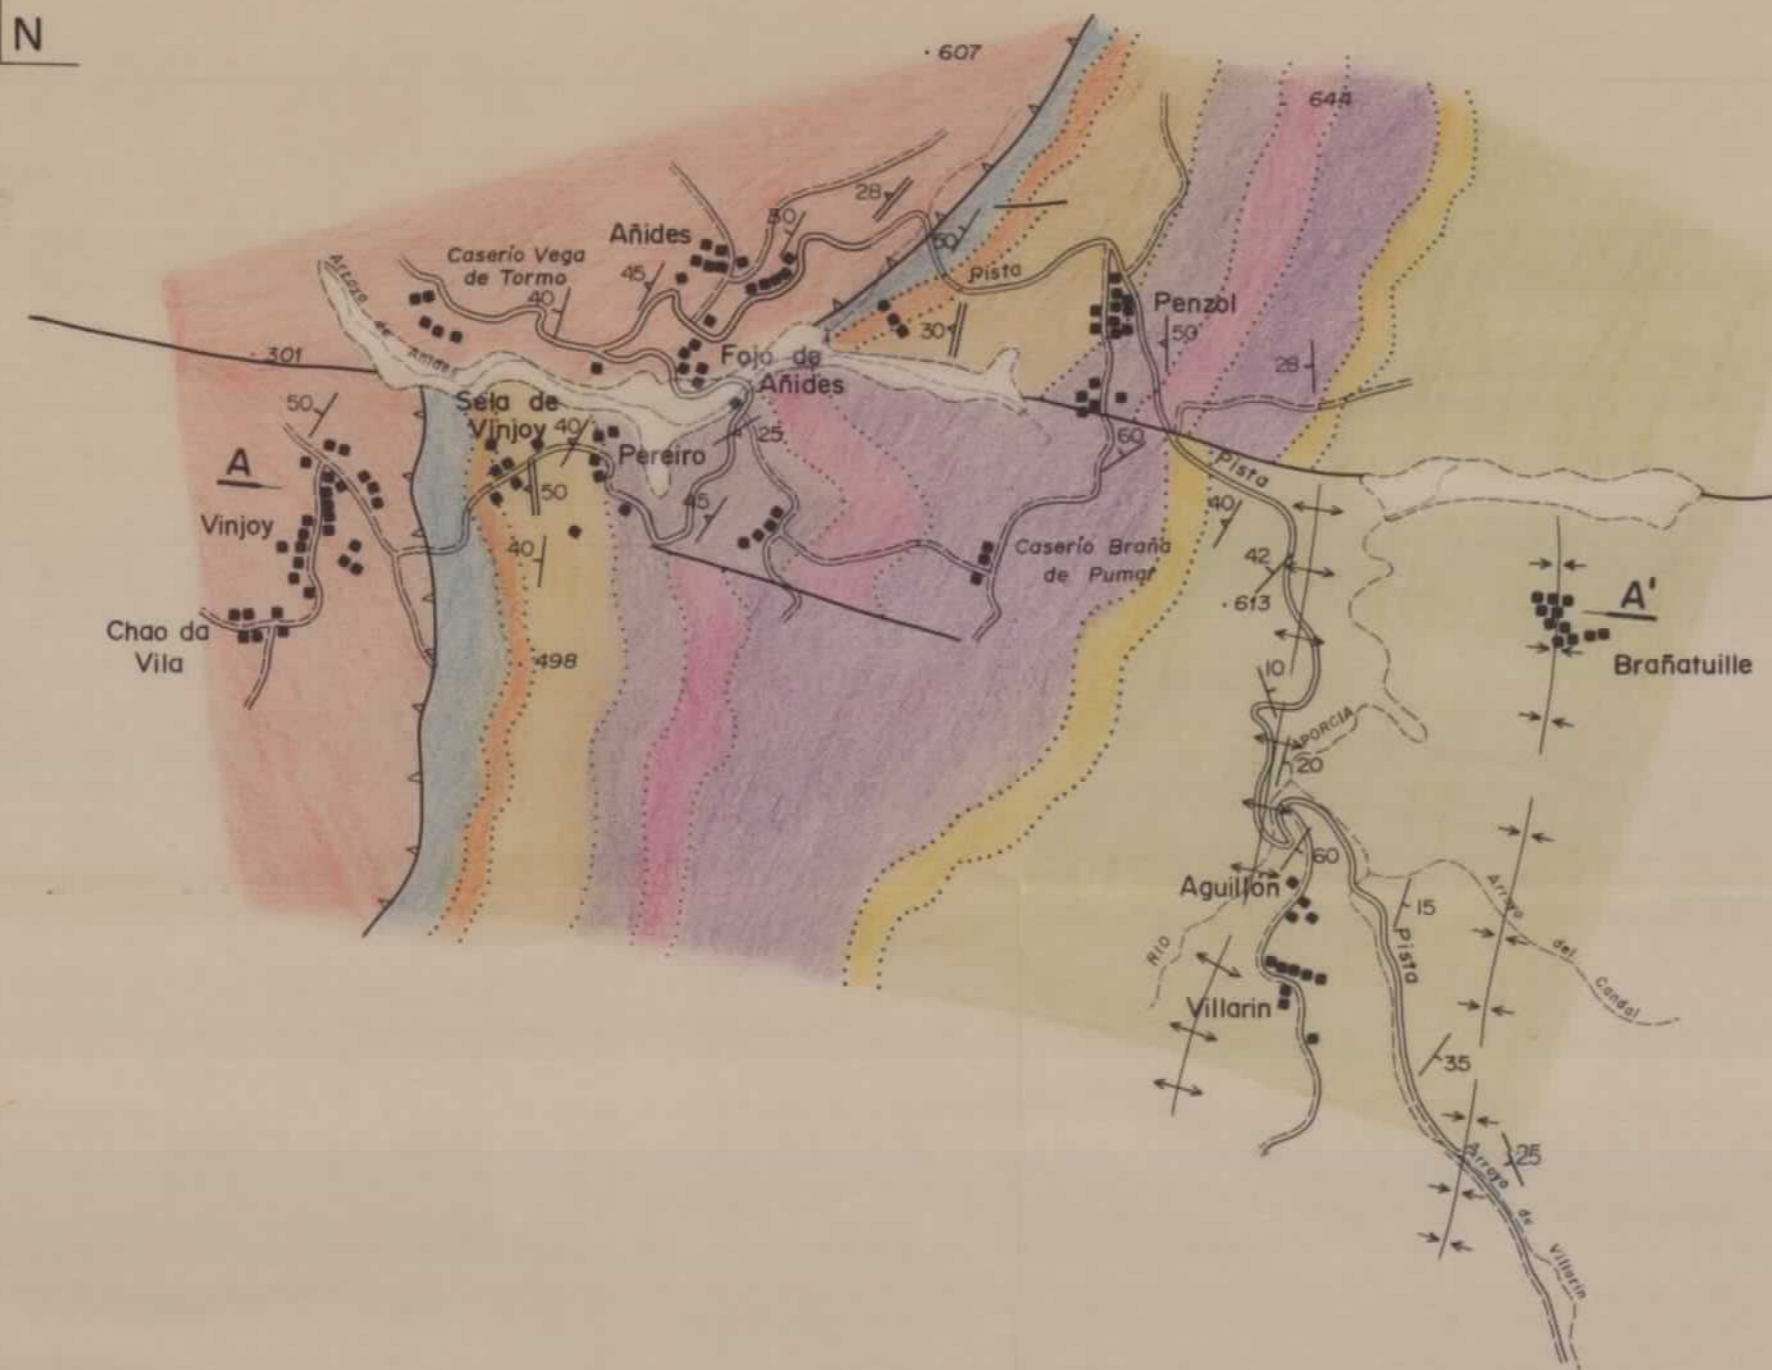 N
607
644
28
30
Añides
Caserío Vega
de Tormo
45
40
50
Pista
Arroyo
de
Añides
Penzol
59
30
28
301
Fojo de
Añides
50
Sela de
Vinjoy
40
25
60
Pereiro
Pista
A
50
45
40
Vinjoy
40
Caserío Braña
de Pumar
42
613
A'
Chao da
Vila
498
10
Brañatuille
PORCIA
20
60
Aguillón
15
Arroyo
del
Candal
RIO
Pista
Villarin
35
25
Arroyo
de
Villarin